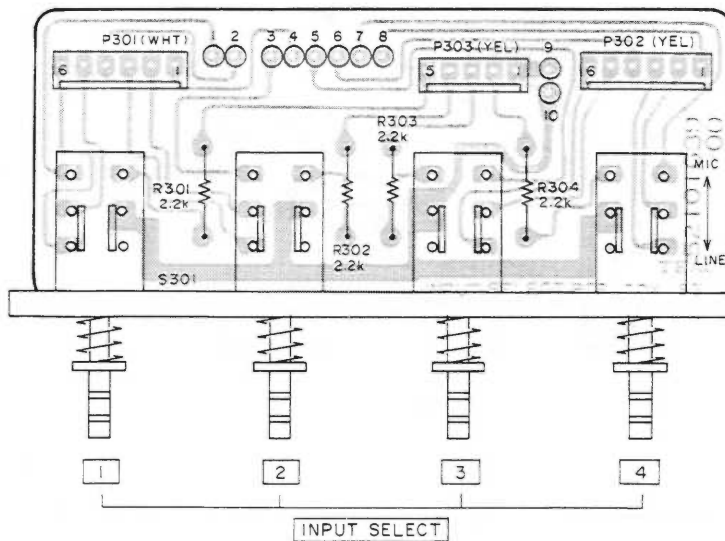 P301(WHT)
1 2
3 4 5 6 7 8
P303(YEL)
9
P302(YEL)
6 1
5 1
6 1
10
R303
2.2k
MIC
R301
2.2k
R304
2.2k
R302
2.2k
LINE
S301
1 2 3 4
INPUT SELECT